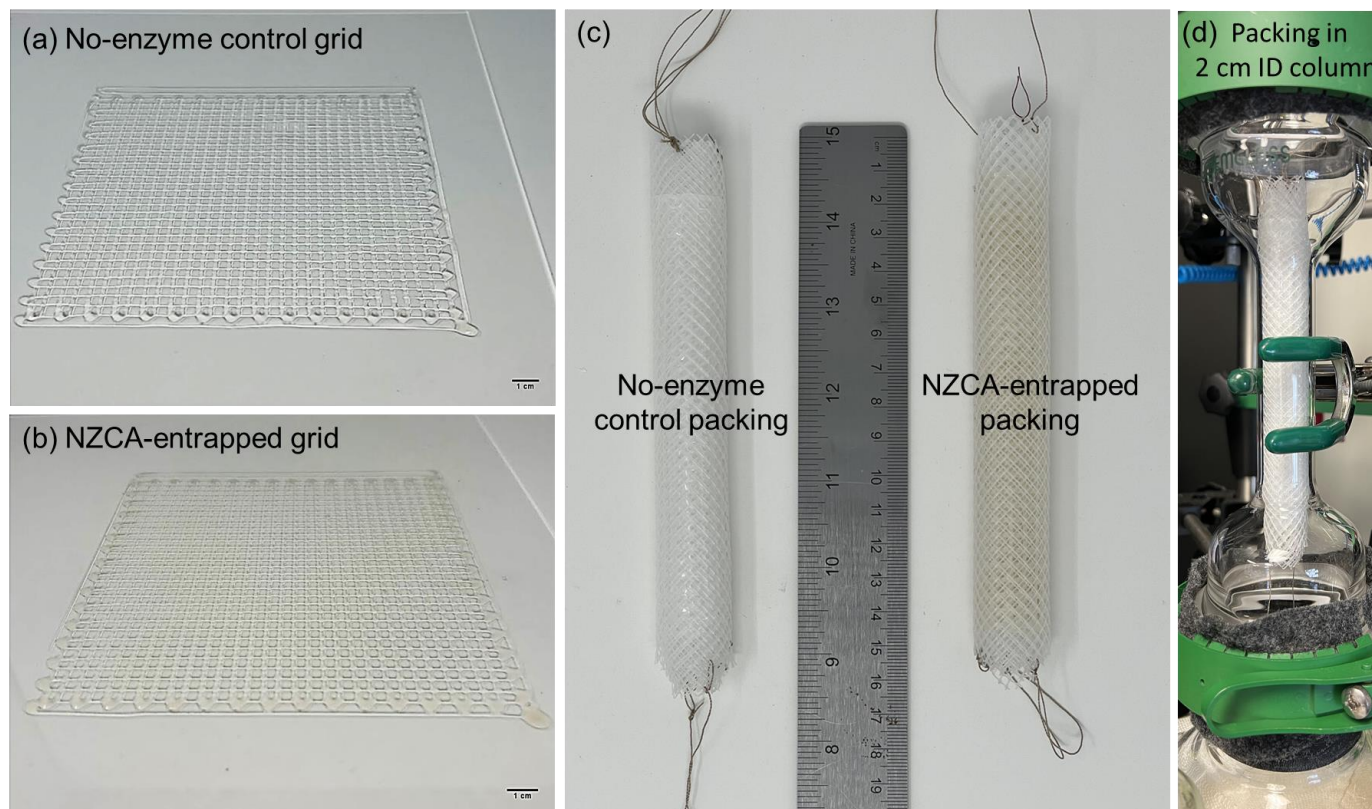 (a) No-enzyme control grid
1 cm
(b) NZCA-entrapped grid
1 cm
(c)
No-enzyme
control packing
15
14
13
12
11
10
9
8
cm
1
2
3
4
5
6
7
8
9
10
11
12
13
14
15
16
17
18
19
MADE IN CHINA
NZCA-entrapped
packing
(d) Packing in
2 cm ID column